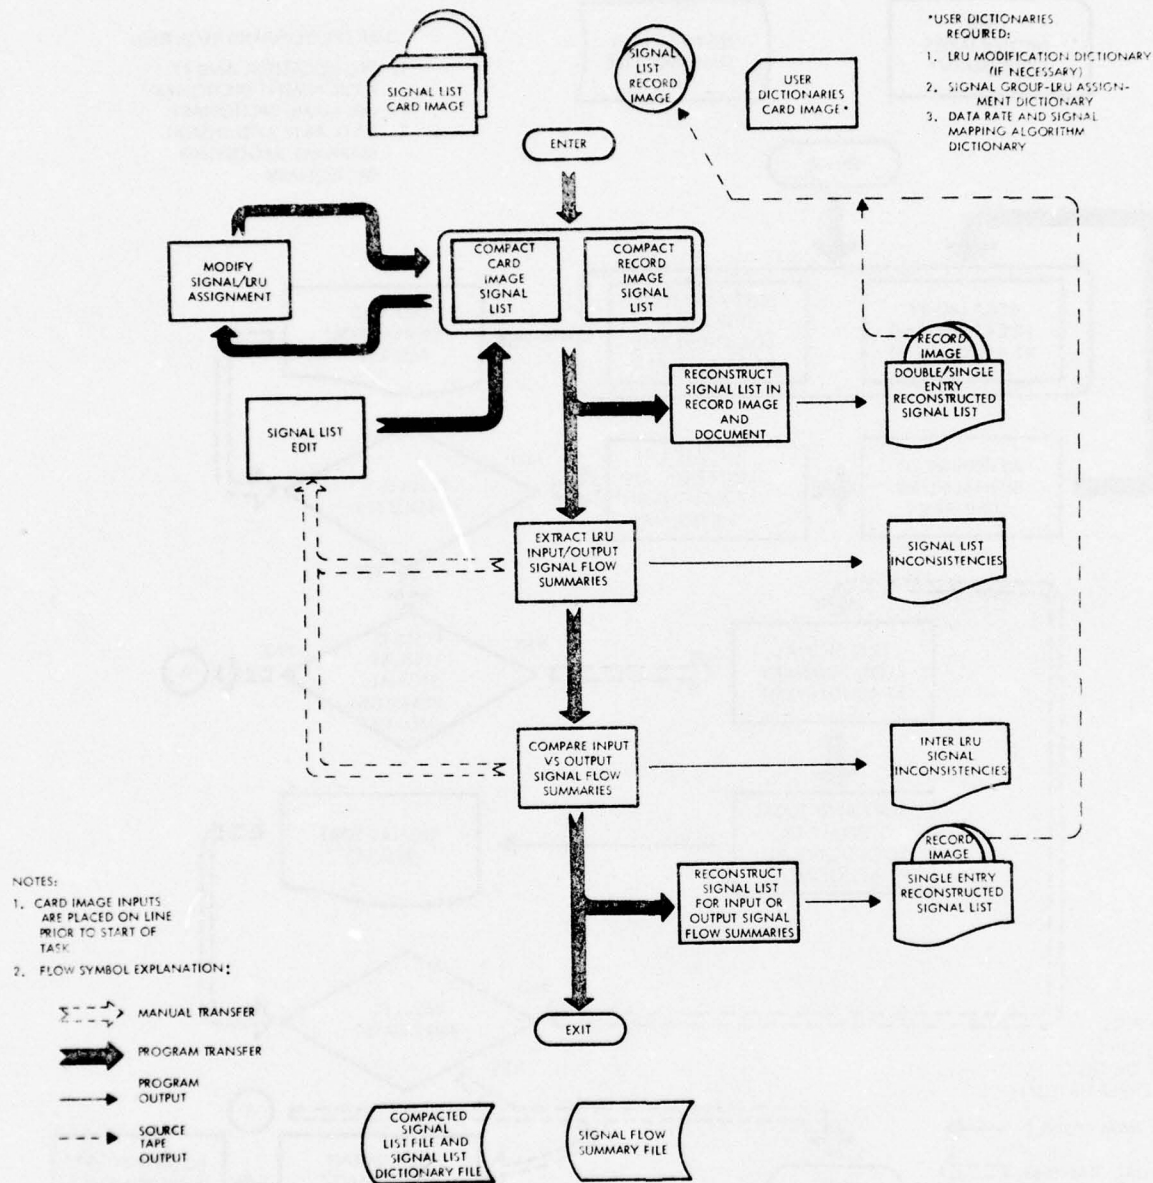 SIGNAL LIST
CARD IMAGE
SIGNAL
LIST
RECORD
IMAGE
USER
DICTIONARIES
CARD IMAGE *
*USER DICTIONARIES
REQUIRED:
1. LRU MODIFICATION DICTIONARY
(IF NECESSARY)
2. SIGNAL GROUP-LRU ASSIGN-
MENT DICTIONARY
3. DATA RATE AND SIGNAL
MAPPING ALGORITHM
DICTIONARY
ENTER
MODIFY
SIGNAL/LRU
ASSIGNMENT
COMPACT
CARD
IMAGE
SIGNAL
LIST
COMPACT
RECORD
IMAGE
SIGNAL
LIST
RECONSTRUCT
SIGNAL LIST IN
RECORD IMAGE
AND
DOCUMENT
RECORD
IMAGE
DOUBLE/SINGLE
ENTRY
RECONSTRUCTED
SIGNAL LIST
SIGNAL LIST
EDIT
EXTRACT LRU
INPUT/OUTPUT
SIGNAL FLOW
SUMMARIES
SIGNAL LIST
INCONSISTENCIES
COMPARE INPUT
VS OUTPUT
SIGNAL FLOW
SUMMARIES
INTER LRU
SIGNAL
INCONSISTENCIES
RECONSTRUCT
SIGNAL LIST
FOR INPUT OR
OUTPUT SIGNAL
FLOW SUMMARIES
RECORD
IMAGE
SINGLE ENTRY
RECONSTRUCTED
SIGNAL LIST
NOTES:
1. CARD IMAGE INPUTS
ARE PLACED ON LINE
PRIOR TO START OF
TASK
2. FLOW SYMBOL EXPLANATION:
MANUAL TRANSFER
PROGRAM TRANSFER
PROGRAM
OUTPUT
SOURCE
TAPE
OUTPUT
EXIT
COMPACTED
SIGNAL
LIST FILE AND
SIGNAL LIST
DICTIONARY FILE
SIGNAL FLOW
SUMMARY FILE